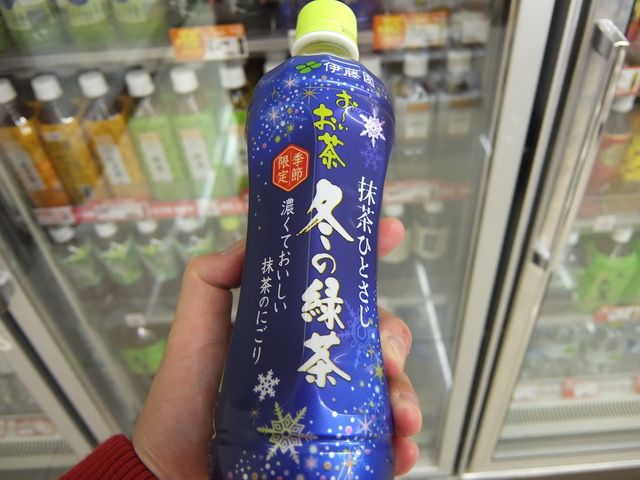 伊藤園
お〜いお茶
季節
限定
抹茶ひとさし
冬の緑茶
濃くておいしい
抹茶のにごり